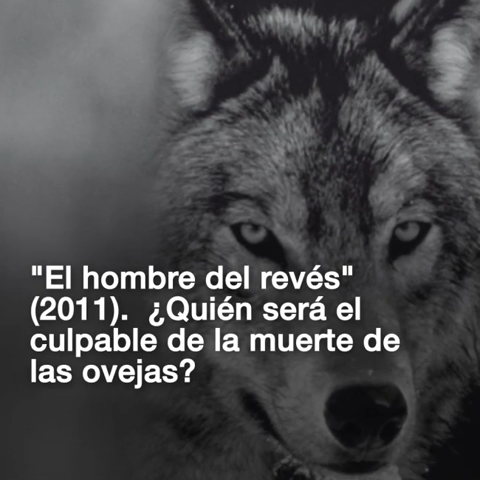 "El hombre del revés"
(2011).  ¿Quién será el
culpable de la muerte de
las ovejas?